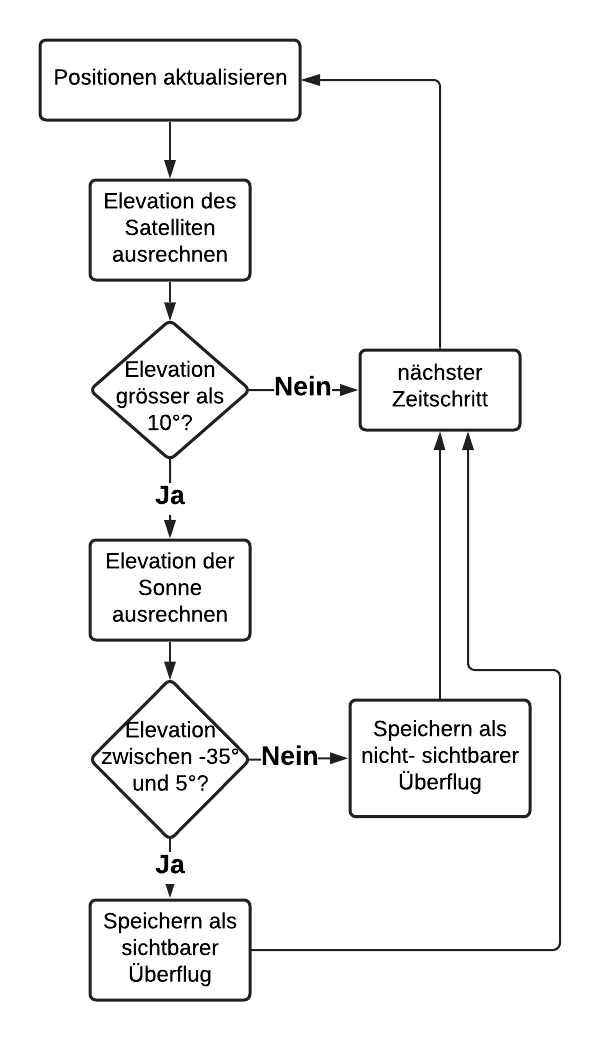 Positionen aktualisieren
Elevation des
Satelliten
ausrechnen
Elevation
grösser als
10°?
Nein
nächster
Zeitschritt
Ja
Elevation der
Sonne
ausrechnen
Elevation
zwischen -35°
und 5°?
Nein
Speichern als
nicht- sichtbarer
Überflug
Ja
Speichern als
sichtbarer
Überflug